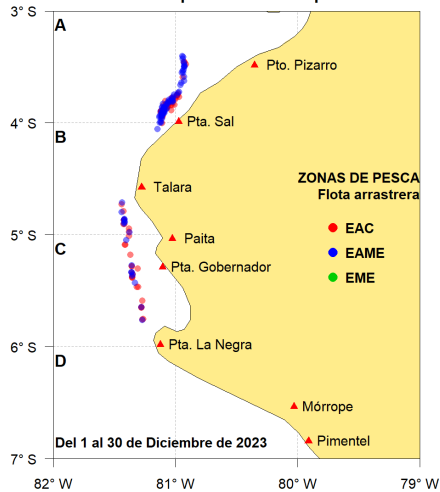 3° S
A
Pto. Pizarro
4° S
Pta. Sal
B
ZONAS DE PESCA
Flota arrastrera
Talara
EAC
5° S
Paita
C
EAME
Pta. Gobernador
EME
6° S
Pta. La Negra
D
Mórrope
Del 1 al 30 de Diciembre de 2023
Pimentel
7° S
82° W
81° W
80° W
79° W